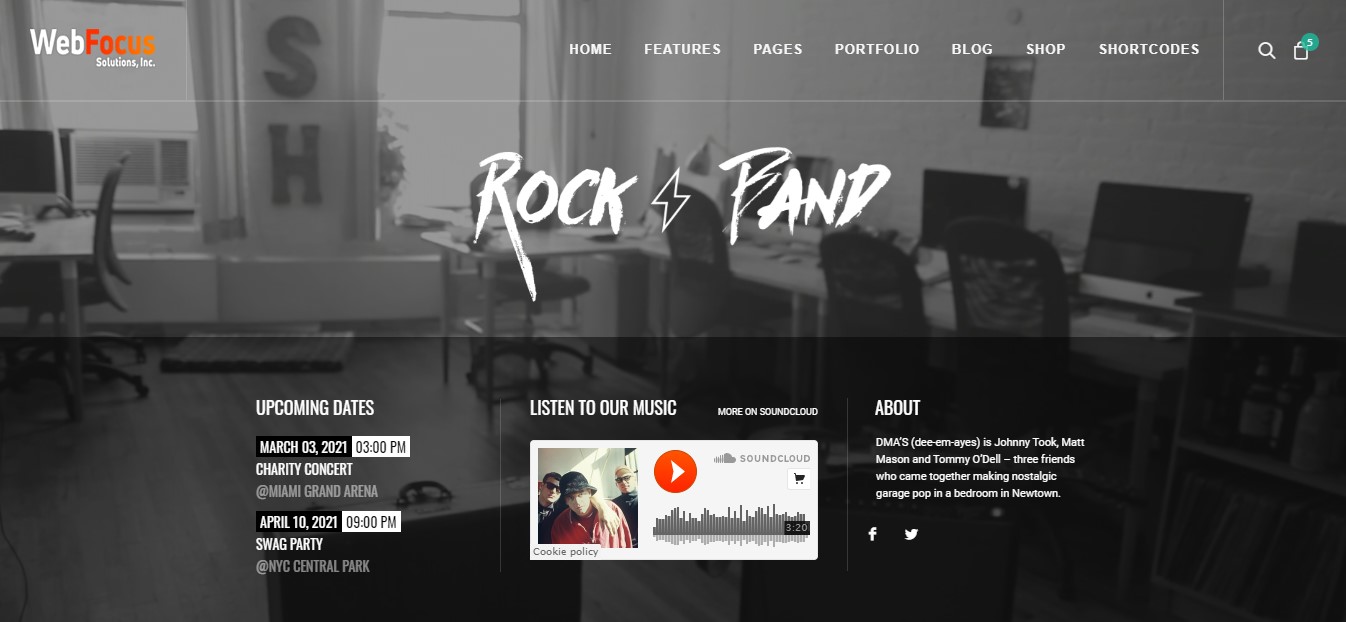 WebFocus
Solutions, Inc.
HOME FEATURES PAGES PORTFOLIO BLOG SHOP SHORTCODES
5
S
H
ROCK BAND
UPCOMING DATES
MARCH 03, 2021 03:00 PM
CHARITY CONCERT
@MIAMI GRAND ARENA
APRIL 10, 2021 09:00 PM
SWAG PARTY
@NYC CENTRAL PARK
LISTEN TO OUR MUSIC MORE ON SOUNDCLOUD
SOUNDCLOUD
3:20
Cookie policy
ABOUT
DMA'S (dee-em-ayes) is Johnny Took, Matt
Mason and Tommy O'Dell – three friends
who came together making nostalgic
garage pop in a bedroom in Newtown.